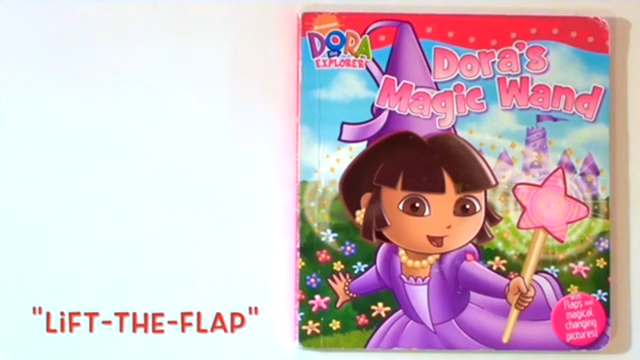 DORA
the
EXPLORER
Dora's
Magic Wand
Flaps and
magical
changing
pictures!
"LiFT-THE-FLAP"